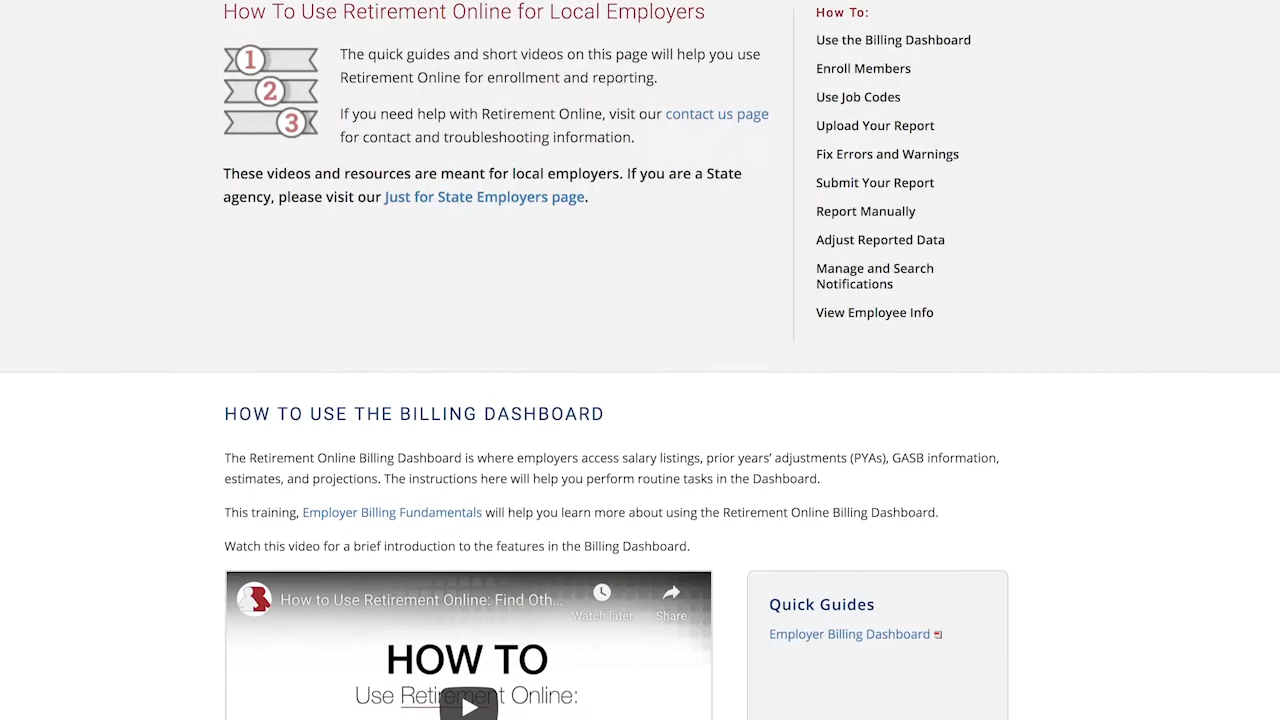 How To Use Retirement Online for Local Employers
1
2
3
The quick guides and short videos on this page will help you use
Retirement Online for enrollment and reporting.
If you need help with Retirement Online, visit our contact us page
for contact and troubleshooting information.
These videos and resources are meant for local employers. If you are a State
agency, please visit our Just for State Employers page.
How To:
Use the Billing Dashboard
Enroll Members
Use Job Codes
Upload Your Report
Fix Errors and Warnings
Submit Your Report
Report Manually
Adjust Reported Data
Manage and Search
Notifications
View Employee Info
HOW TO USE THE BILLING DASHBOARD
The Retirement Online Billing Dashboard is where employers access salary listings, prior years’ adjustments (PYAs), GASB information,
estimates, and projections. The instructions here will help you perform routine tasks in the Dashboard.
This training, Employer Billing Fundamentals will help you learn more about using the Retirement Online Billing Dashboard.
Watch this video for a brief introduction to the features in the Billing Dashboard.
How to Use Retirement Online: Find Oth...
Watch later
Share
HOW TO
Use Retirement Online:
Quick Guides
Employer Billing Dashboard